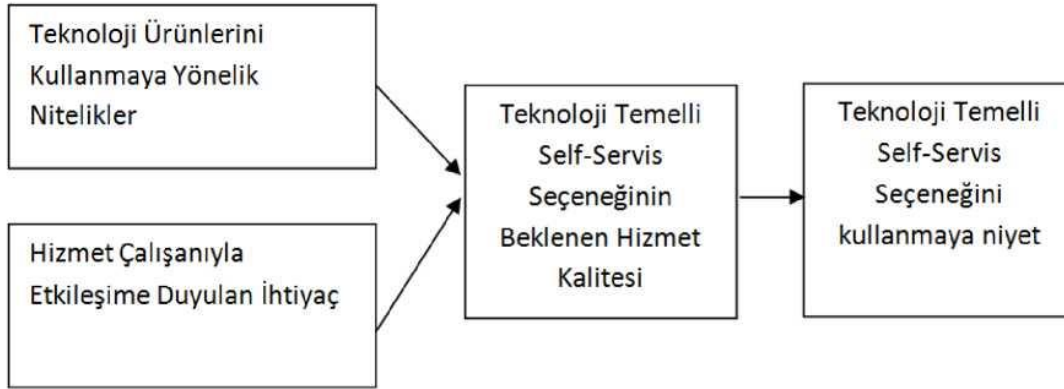 Teknoloji Ürünlerini
Kullanmaya Yönelik
Nitelikler
Hizmet Çalışanıyla
Etkileşime Duyulan İhtiyaç
Teknoloji Temelli
Self-Servis
Seçeneğinin
Beklenen Hizmet
Kalitesi
Teknoloji Temelli
Self-Servis
Seçeneğini
kullanmaya niyet